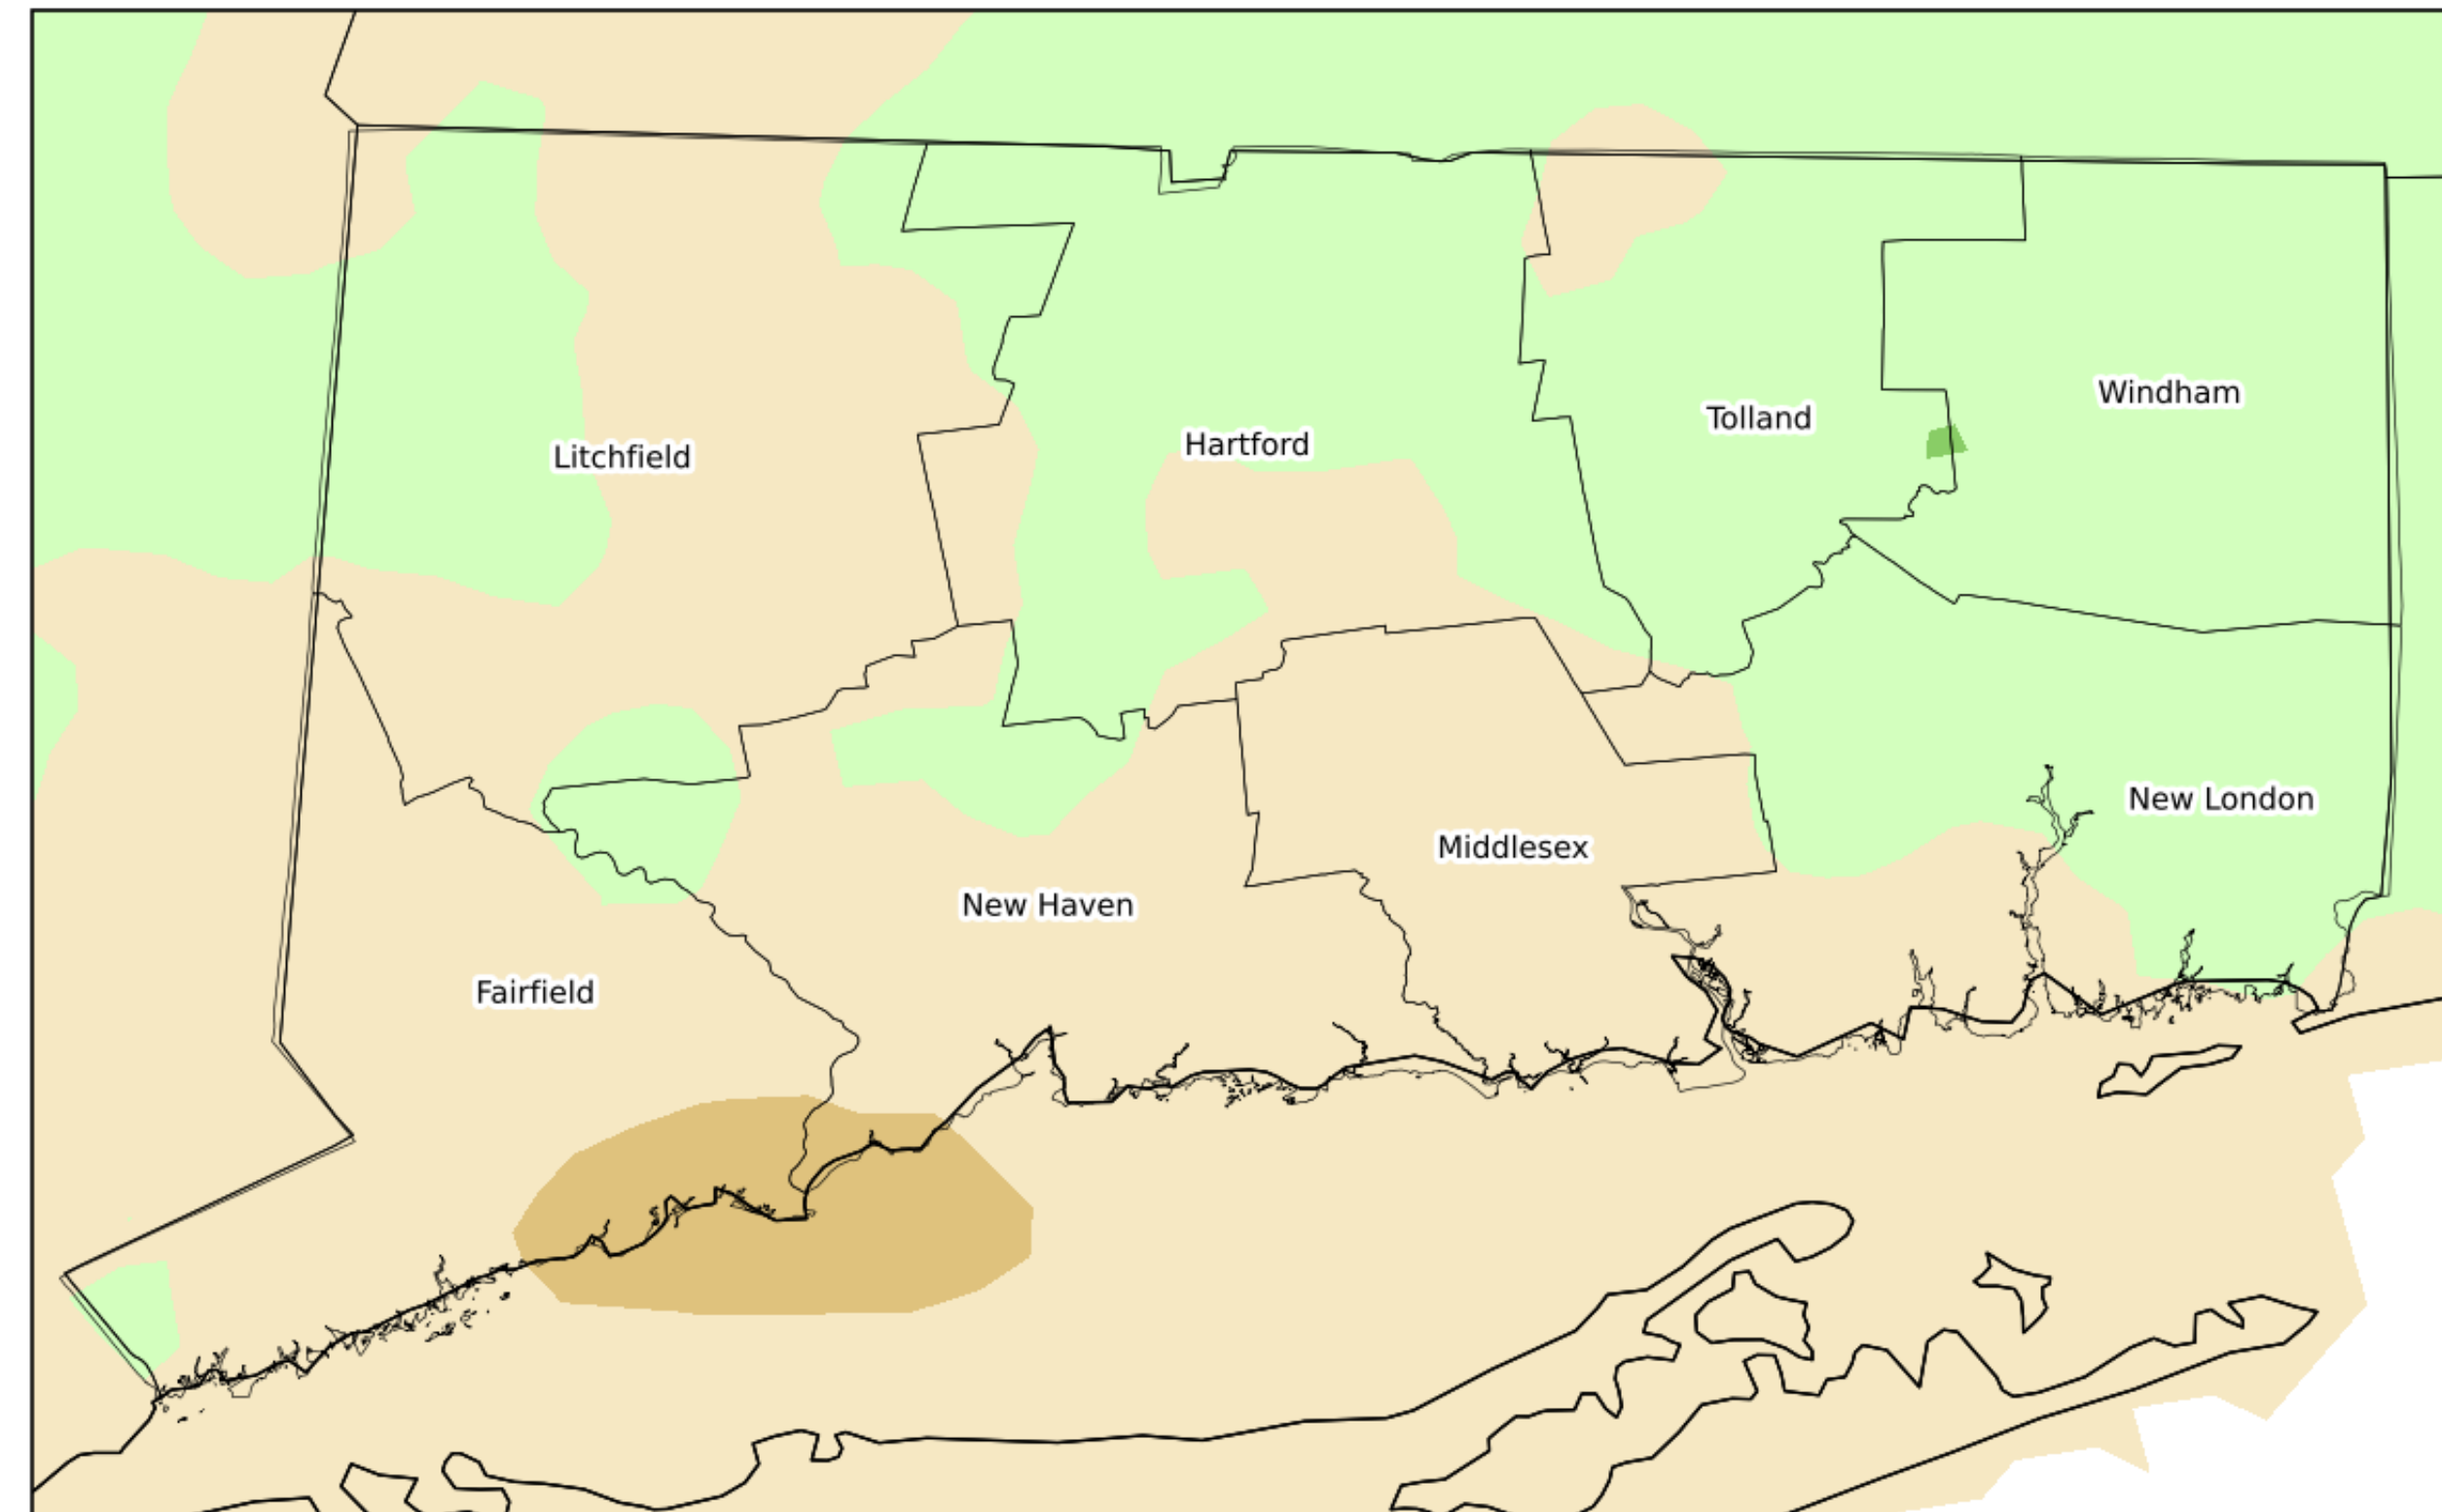 Windham
Tolland
Hartford
Litchfield
New London
Middlesex
New Haven
Fairfield